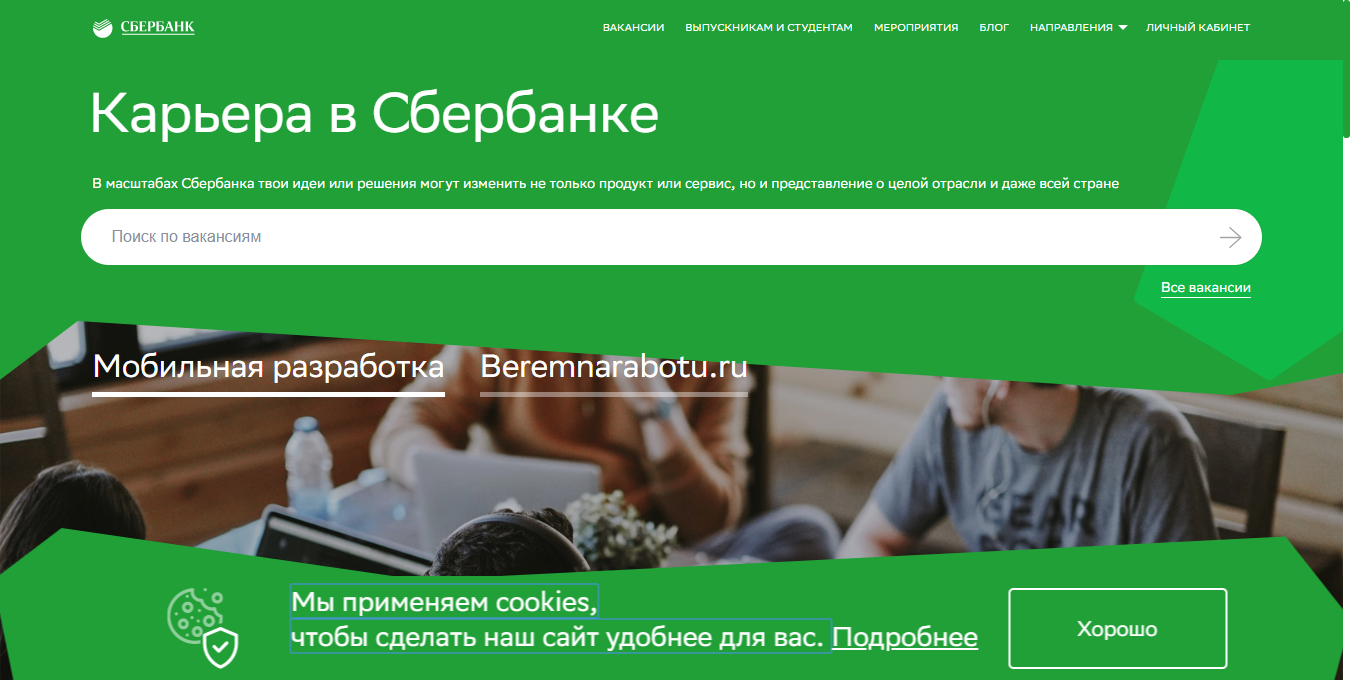 СБЕРБАНК
ВАКАНСИИ ВЫПУСКНИКАМ И СТУДЕНТАМ МЕРОПРИЯТИЯ БЛОГ НАПРАВЛЕНИЯ ЛИЧНЫЙ КАБИНЕТ
Карьера в Сбербанке
В масштабах Сбербанка твои идеи или решения могут изменить не только продукт или сервис, но и представление о целой отрасли и даже всей стране
Поиск по вакансиям
Все вакансии
Мобильная разработка Beremnarabotu.ru
Мы применяем cookies,
чтобы сделать наш сайт удобнее для вас. Подробнее
Хорошо